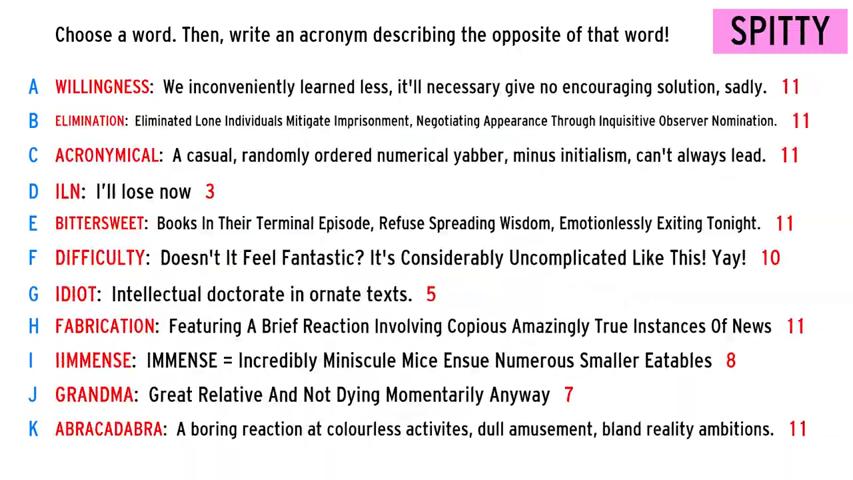 Choose a word. Then, write an acronym describing the opposite of that word!
SPITTY
A WILLINGNESS: We inconveniently learned less, it'll necessary give no encouraging solution, sadly. 11
B ELIMINATION: Eliminated Lone Individuals Mitigate Imprisonment, Negotiating Appearance Through Inquisitive Observer Nomination. 11
C ACRONYMICAL: A casual, randomly ordered numerical yabber, minus initialism, can't always lead. 11
D ILN: I'll lose now 3
E BITTERSWEET: Books In Their Terminal Episode, Refuse Spreading Wisdom, Emotionlessly Exiting Tonight. 11
F DIFFICULTY: Doesn't It Feel Fantastic? It's Considerably Uncomplicated Like This! Yay! 10
G IDIOT: Intellectual doctorate in ornate texts. 5
H FABRICATION: Featuring A Brief Reaction Involving Copious Amazingly True Instances Of News 11
I IIMMENSE: IMMENSE = Incredibly Miniscule Mice Ensue Numerous Smaller Eatables 8
J GRANDMA: Great Relative And Not Dying Momentarily Anyway 7
K ABRACADABRA: A boring reaction at colourless activites, dull amusement, bland reality ambitions. 11